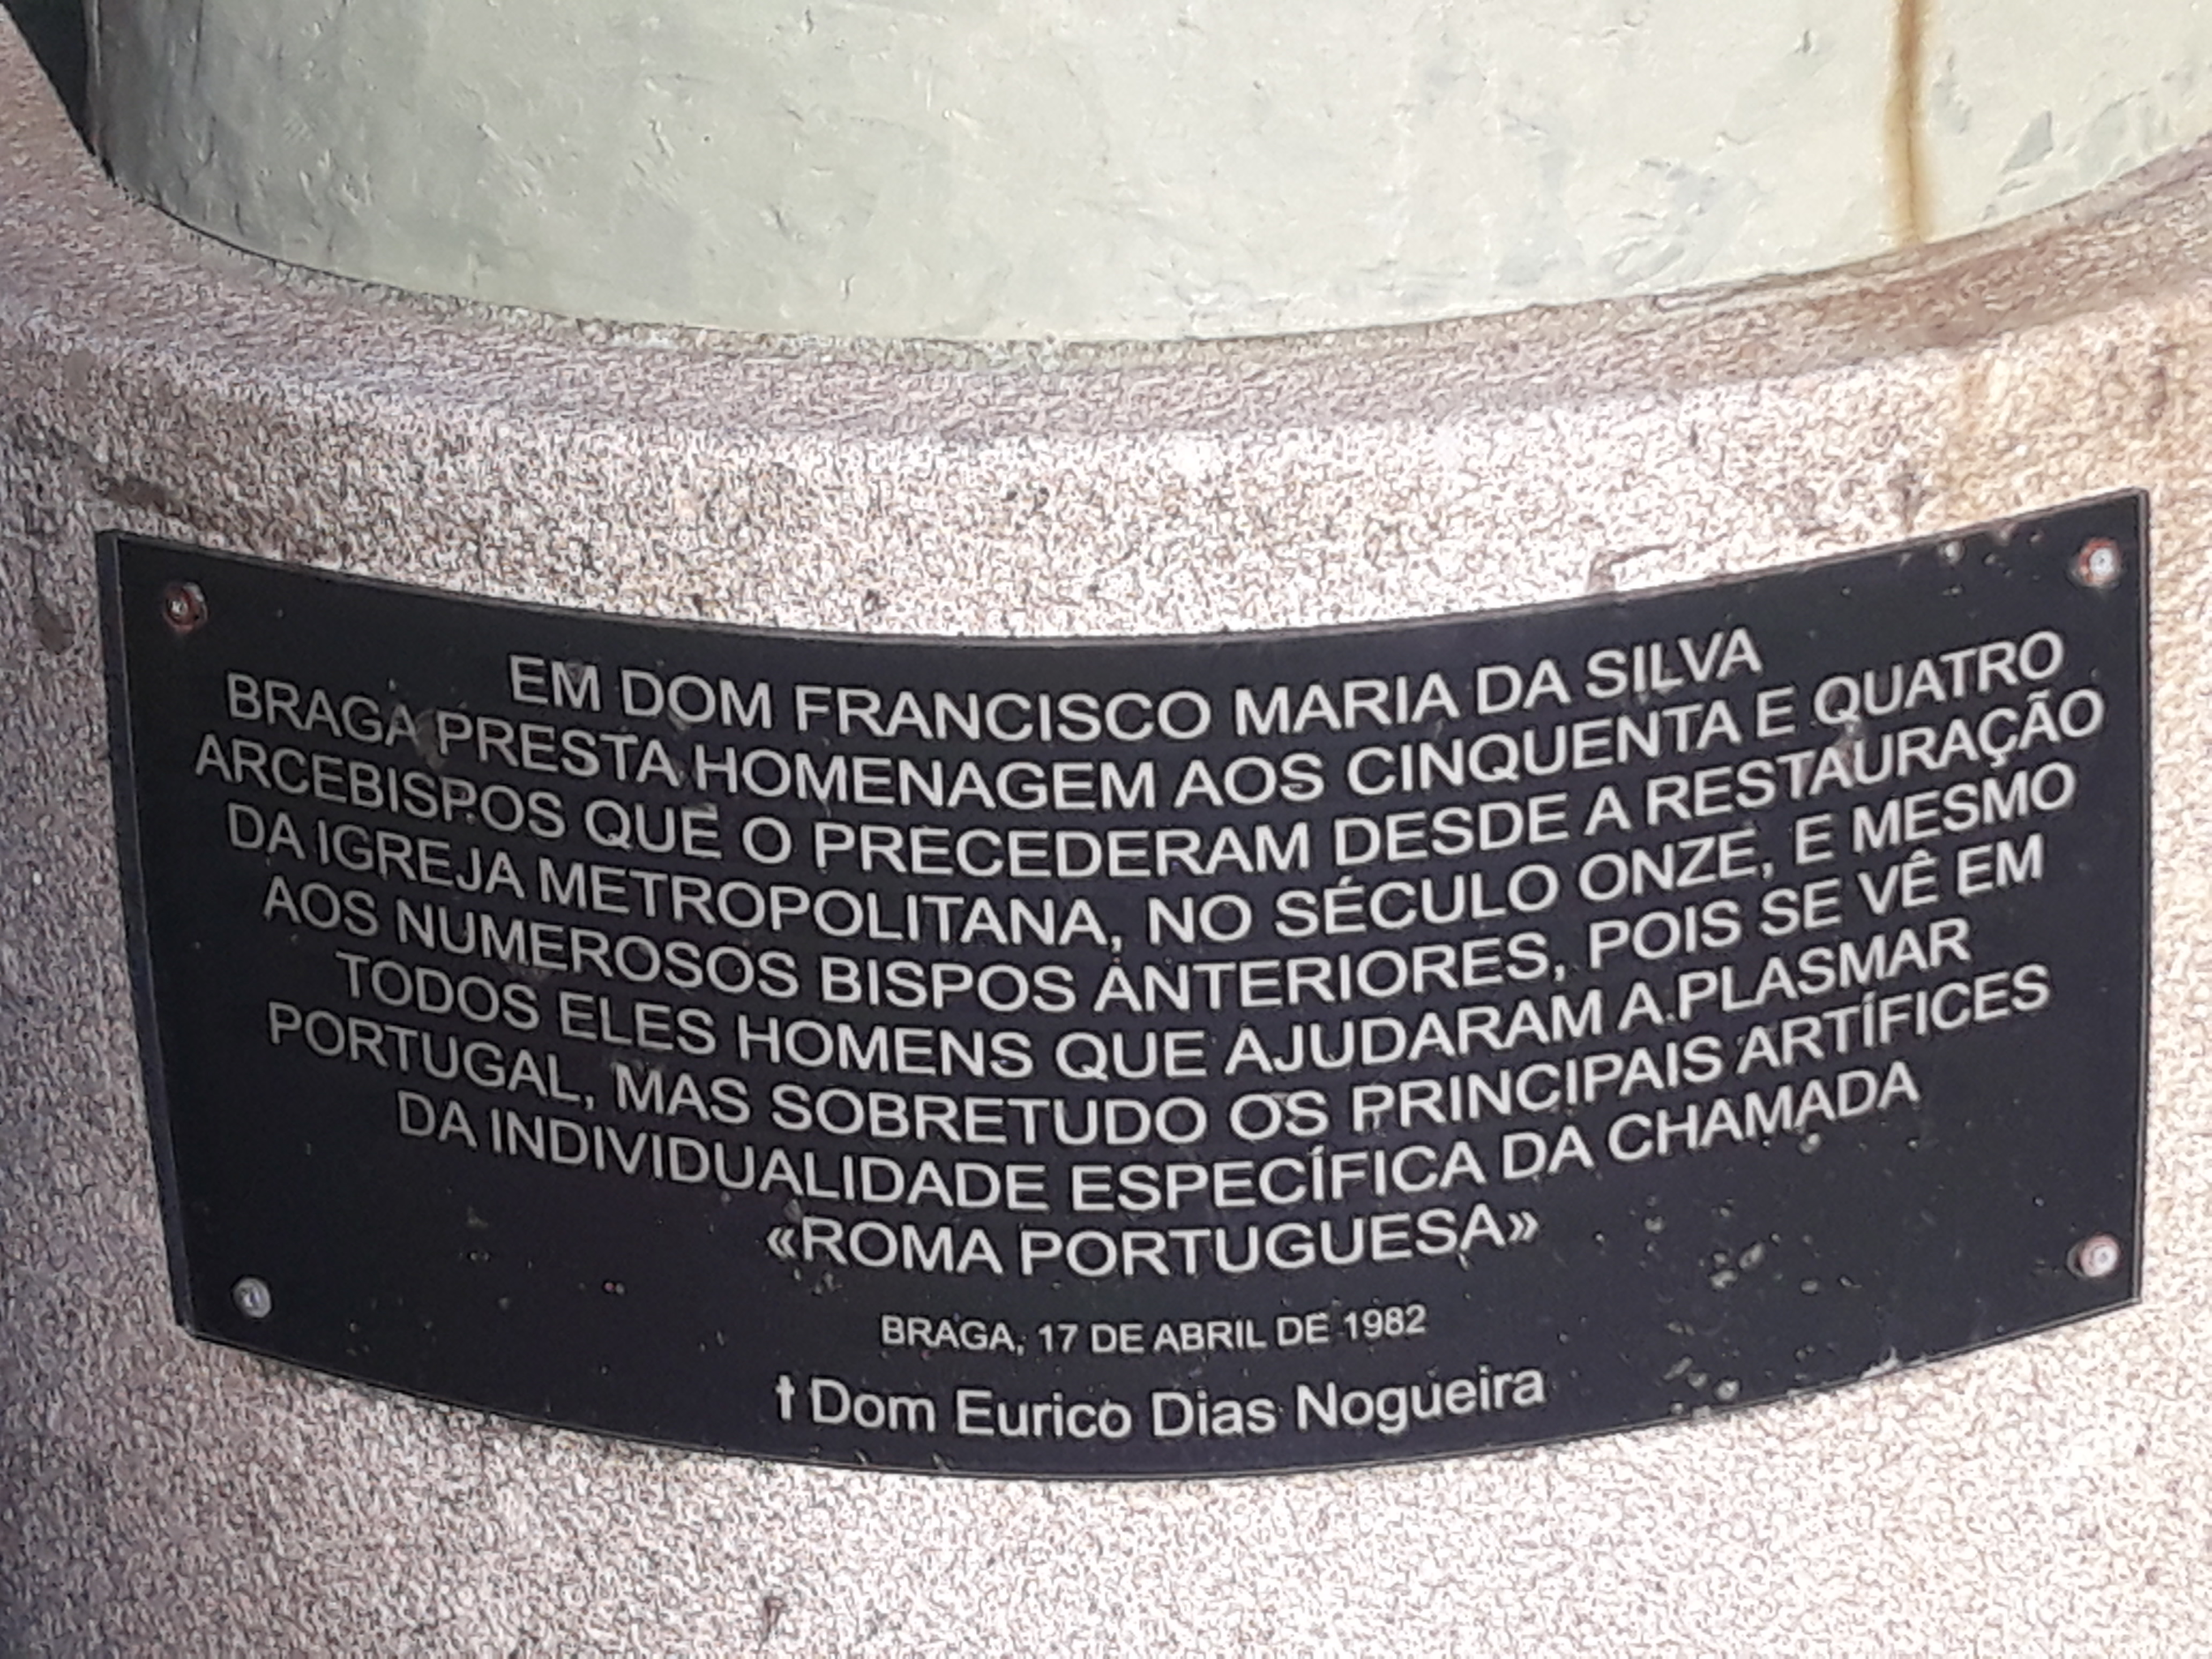 EM DOM FRANCISCO MARIA DA SILVA
BRAGA PRESTA HOMENAGEM AOS CINQUENTA E QUATRO
ARCEBISPOS QUE O PRECEDERAM DESDE A RESTAURAÇÃO
DA IGREJA METROPOLITANA, NO SÉCULO ONZE, E MESMO
AOS NUMEROSOS BISPOS ANTERIORES, POIS SE VÊ EM
TODOS ELES HOMENS QUE AJUDARAM A PLASMAR
PORTUGAL, MAS SOBRETUDO OS PRINCIPAIS ARTÍFICES
DA INDIVIDUALIDADE ESPECÍFICA DA CHAMADA
«ROMA PORTUGUESA»
BRAGA, 17 DE ABRIL DE 1982
† Dom Eurico Dias Nogueira